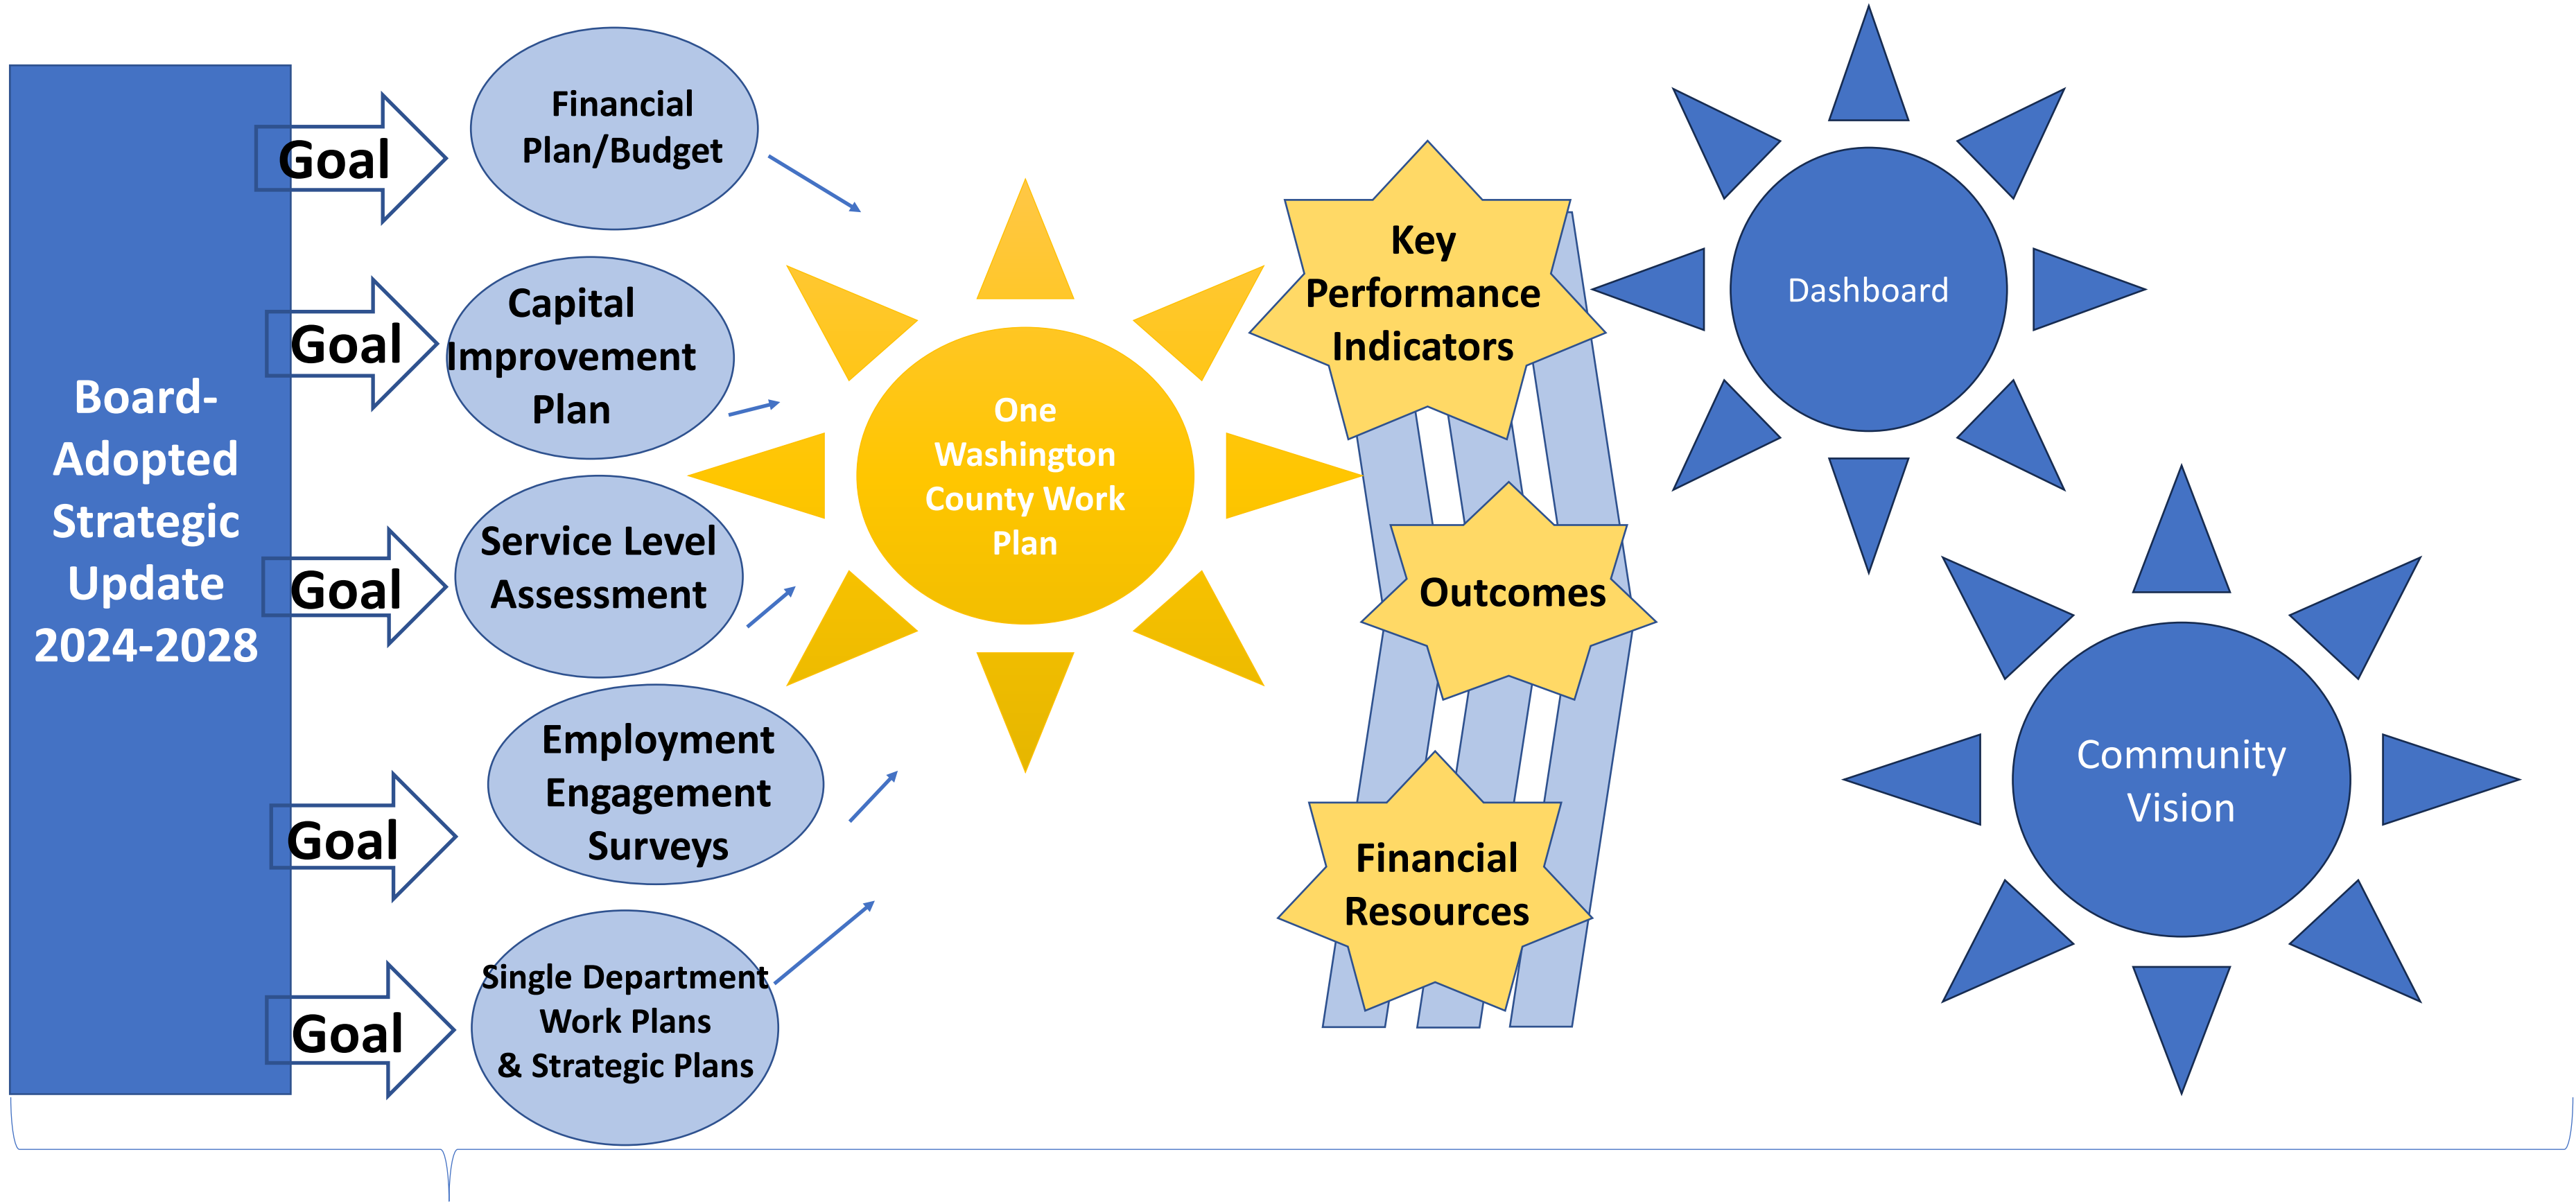 Board-
Adopted
Strategic
Update
2024-2028
Goal
Goal
Goal
Goal
Goal
Financial
Plan/Budget
Capital
Improvement
Plan
Service Level
Assessment
Employment
Engagement
Surveys
Single Department
Work Plans
& Strategic Plans
One
Washington
County Work
Plan
Key
Performance
Indicators
Outcomes
Financial
Resources
Dashboard
Community
Vision